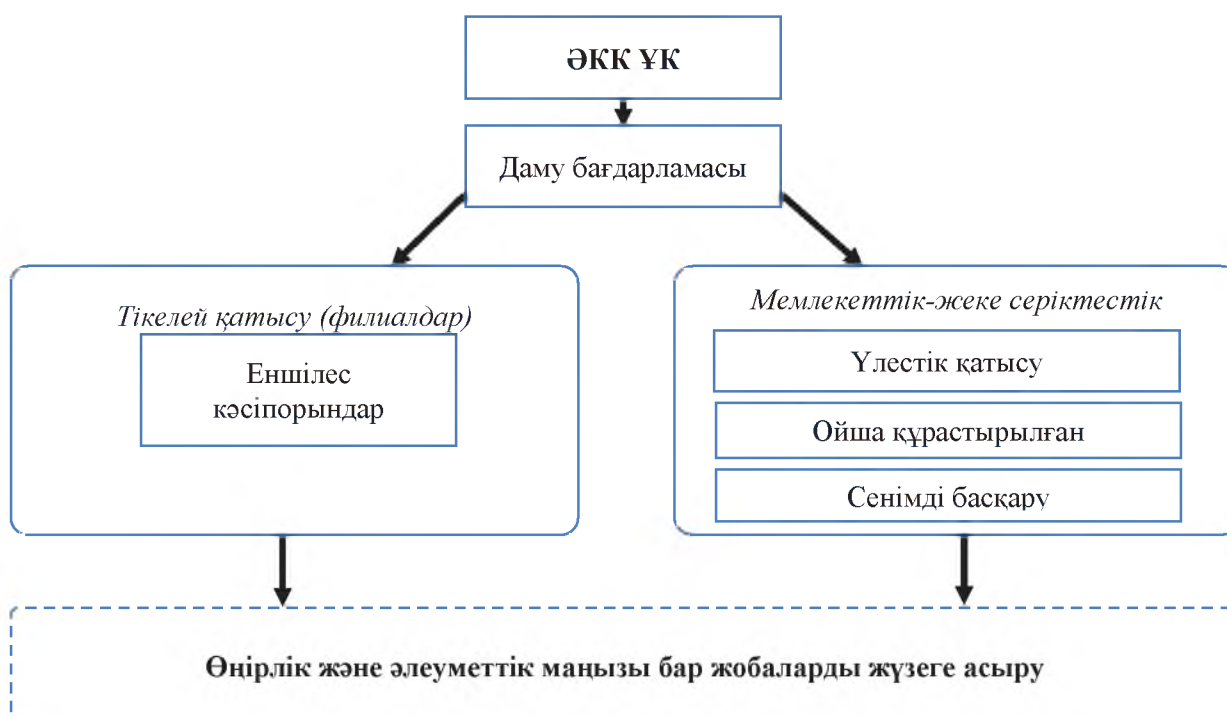 ӘКК ҰК
Даму бағдарламасы
Тікелей қатысу (филиалдар)
Еншілес
кәсіпорындар
Мемлекеттік-жеке серіктестік
Үлестік қатысу
Ойша құрастырылған
Сенімді басқару
Өңірлік және әлеуметтік маңызы бар жобаларды жүзеге асыру